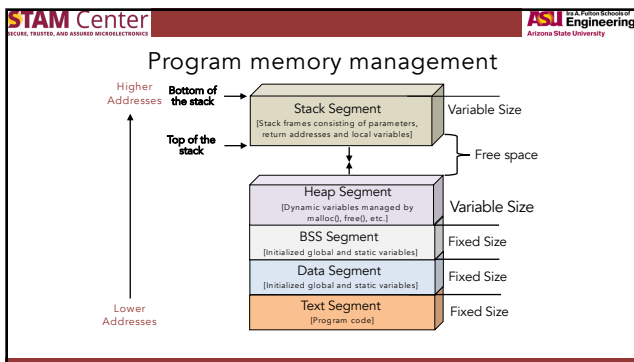 STAM Center
SECURE, TRUSTED, AND ASSURED MICROELECTRONICS
ASU Ira A. Fulton Schools of
Engineering
Arizona State University
Program memory management
Higher
Addresses
Bottom of
the stack
Stack Segment
[Stack frames consisting of parameters,
return addresses and local variables]
Variable Size
Top of the
stack
Free space
Heap Segment
[Dynamic variables managed by
malloc(), free(), etc.]
Variable Size
BSS Segment
[Initialized global and static variables]
Fixed Size
Data Segment
[Initialized global and static variables]
Fixed Size
Lower
Addresses
Text Segment
[Program code]
Fixed Size